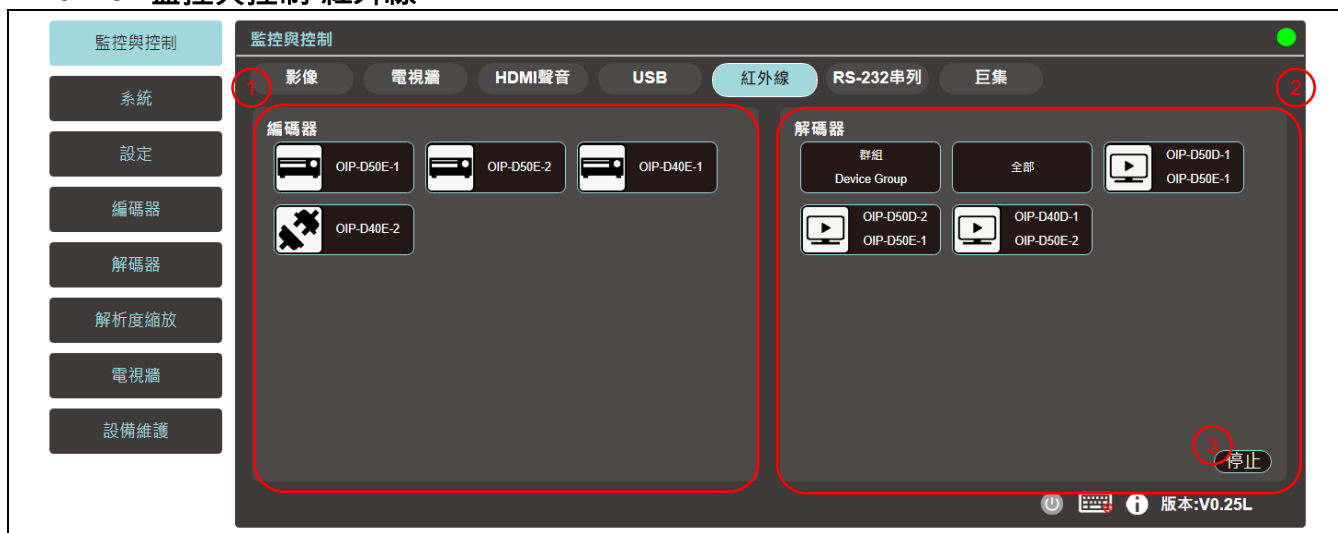 監控與控制
系統
設定
編碼器
解碼器
解析度縮放
電視牆
設備維護
監控與控制
影像 電視牆 HDMI聲音 USB 紅外線 RS-232串列 巨集
1
2
編碼器
OIP-D50E-1
OIP-D50E-2
OIP-D40E-1
OIP-D40E-2
解碼器
群組
Device Group
全部
OIP-D50D-1
OIP-D50E-1
OIP-D50D-2
OIP-D50E-1
OIP-D40D-1
OIP-D50E-2
3
停止
版本:V0.25L